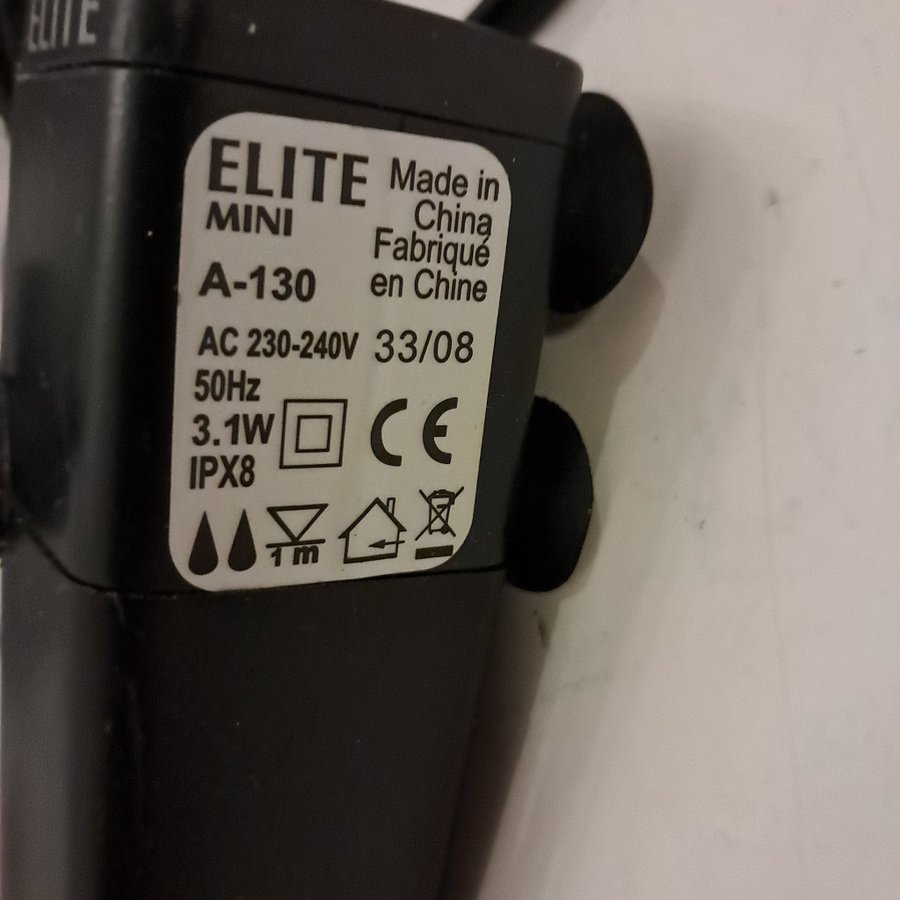 ELITE
ELITE
MINI
Made in
China
Fabriqué
en Chine
A-130
AC 230-240V 33/08
50Hz
3.1W
IPX8
CE
1 m